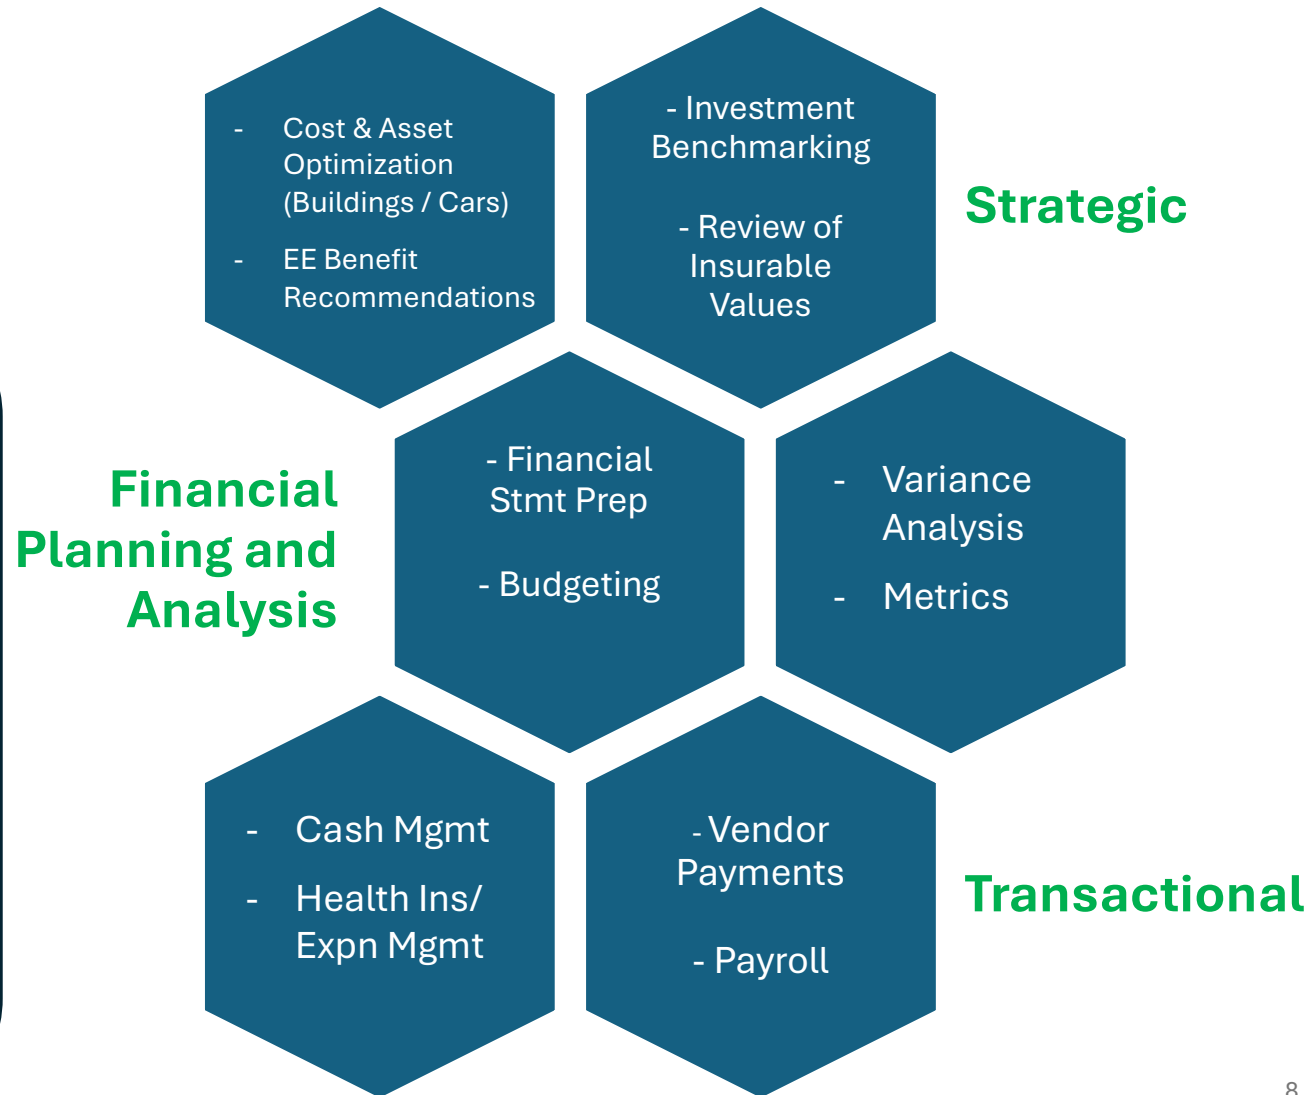 - Cost & Asset
Optimization
(Buildings / Cars)
- EE Benefit
Recommendations
- Investment
Benchmarking
- Review of
Insurable
Values
Strategic
Financial
Planning and
Analysis
- Financial
Stmt Prep
- Budgeting
- Variance
Analysis
- Metrics
- Cash Mgmt
- Health Ins/
Expn Mgmt
- Vendor
Payments
- Payroll
Transactional
8